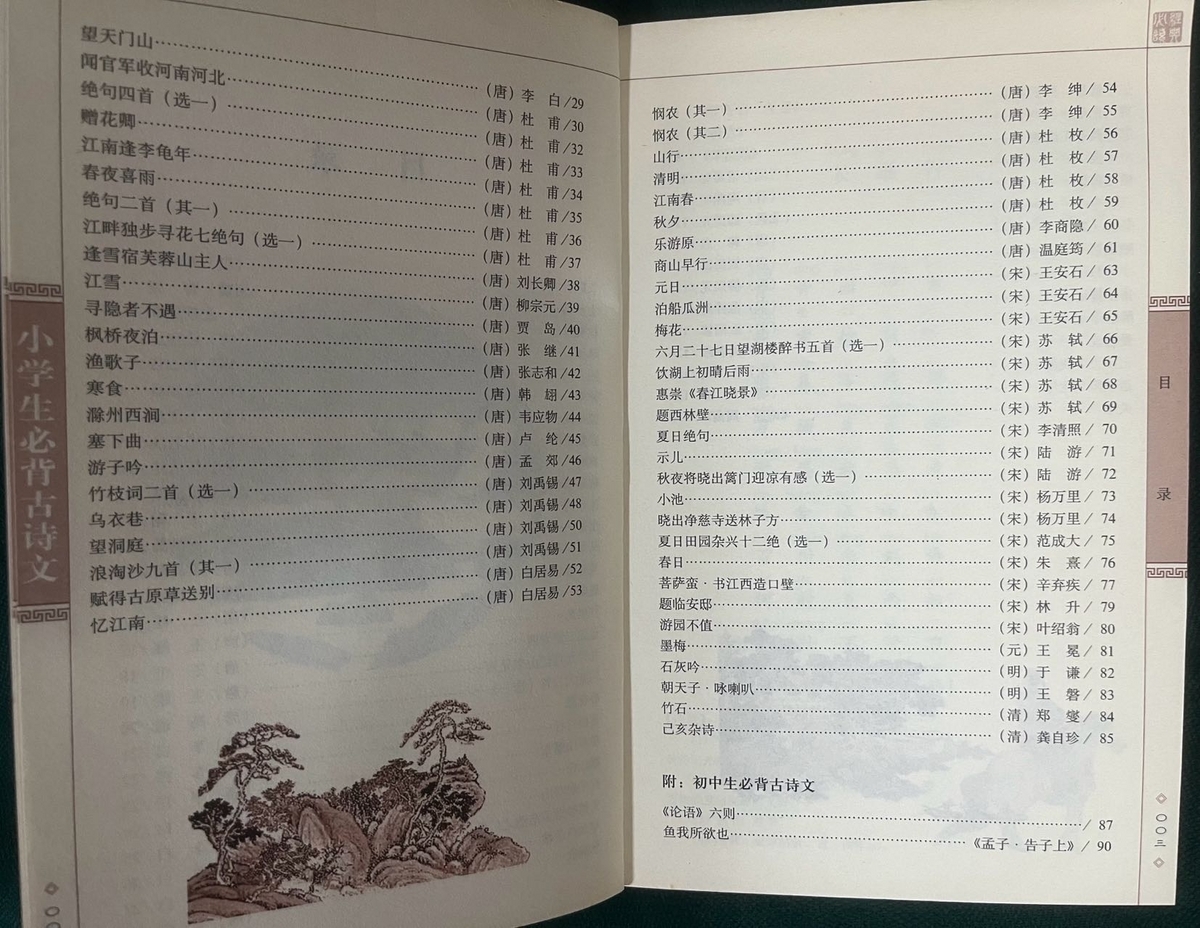 小学生必背古诗文
望天门山……(唐)李 白/29
闻官军收河南河北……(唐)杜 甫/30
绝句四首(选一)……(唐)杜 甫/32
赠花卿……(唐)杜 甫/33
江南逢李龟年……(唐)杜 甫/34
春夜喜雨……(唐)杜 甫/35
绝句二首(其一)……(唐)杜 甫/36
江畔独步寻花七绝句(选一)……(唐)杜 甫/37
逢雪宿芙蓉山主人……(唐)刘长卿/38
江雪……(唐)柳宗元/39
寻隐者不遇……(唐)贾 岛/40
枫桥夜泊……(唐)张 继/41
渔歌子……(唐)张志和/42
寒食……(唐)韩 翃/43
滁州西涧……(唐)韦应物/44
塞下曲……(唐)卢 纶/45
游子吟……(唐)孟 郊/46
竹枝词二首(选一)……(唐)刘禹锡/47
乌衣巷……(唐)刘禹锡/48
望洞庭……(唐)刘禹锡/50
浪淘沙九首(其一)……(唐)刘禹锡/51
赋得古原草送别……(唐)白居易/52
忆江南……(唐)白居易/53
悯农(其一)……(唐)李 绅/ 54
悯农(其二)……(唐)李 绅/ 55
山行……(唐)杜 牧/ 56
清明……(唐)杜 牧/ 57
江南春……(唐)杜 牧/ 58
秋夕……(唐)杜 牧/ 59
乐游原……(唐)李商隐/ 60
商山早行……(唐)温庭筠/ 61
元日……(宋)王安石/ 63
泊船瓜洲……(宋)王安石/ 64
梅花……(宋)王安石/ 65
六月二十七日望湖楼醉书五首(选一)……(宋)苏 轼/ 66
饮湖上初晴后雨……(宋)苏 轼/ 67
惠崇《春江晓景》……(宋)苏 轼/ 68
题西林壁……(宋)苏 轼/ 69
夏日绝句……(宋)李清照/ 70
示儿……(宋)陆 游/ 71
秋夜将晓出篱门迎凉有感(选一)……(宋)陆 游/ 72
小池……(宋)杨万里/ 73
晓出净慈寺送林子方……(宋)杨万里/ 74
夏日田园杂兴十二绝(选一)……(宋)范成大/ 75
春日……(宋)朱 熹/ 76
菩萨蛮·书江西造口壁……(宋)辛弃疾/ 77
题临安邸……(宋)林 升/ 79
游园不值……(宋)叶绍翁/ 80
墨梅……(元)王 冕/ 81
石灰吟……(明)于 谦/ 82
朝天子·咏喇叭……(明)王 磐/ 83
竹石……(清)郑 燮/ 84
己亥杂诗……(清)龚自珍/ 85
附:初中生必背古诗文
《论语》六则……/ 87
鱼我所欲也……《孟子·告子上》/ 90
目录
〇〇三